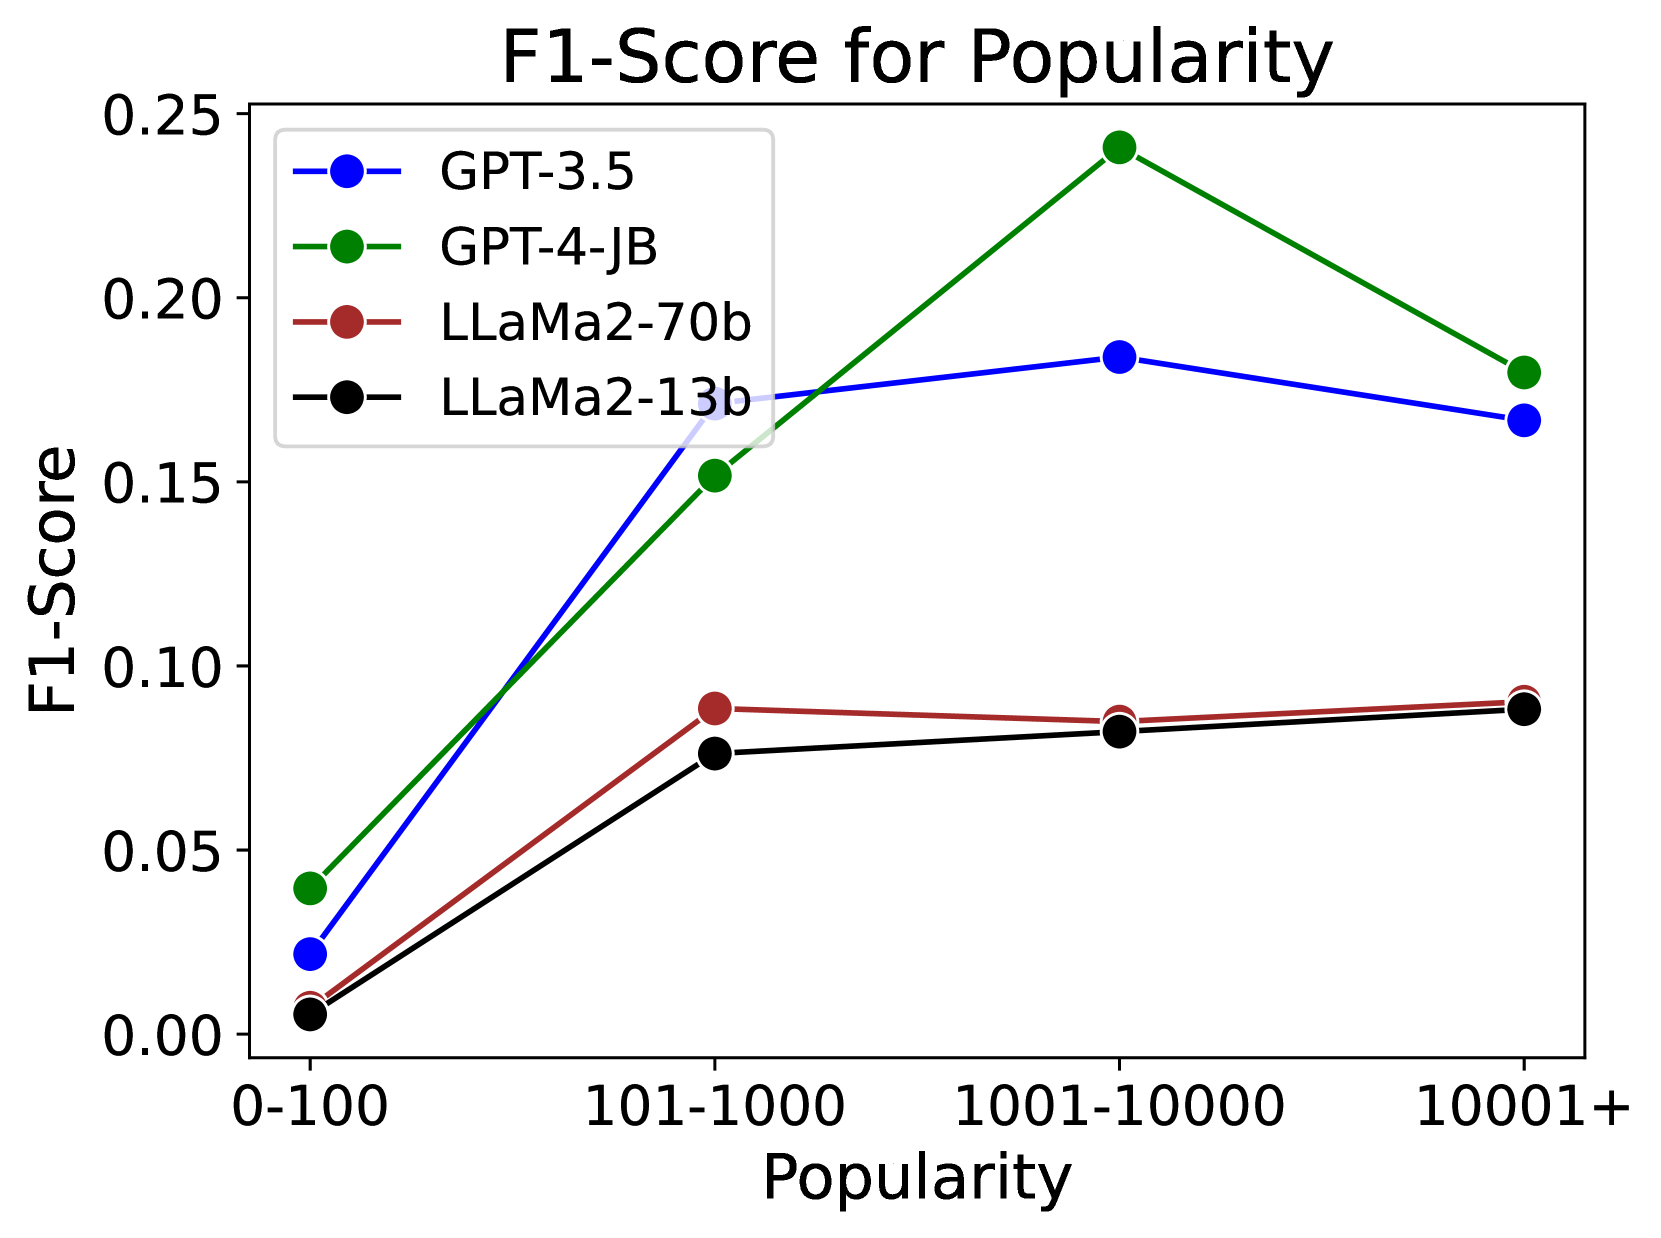 F1-Score for Popularity
0.25
0.20
0.15
0.10
0.05
0.00
F1-Score
GPT-3.5
GPT-4-JB
LLaMa2-70b
LLaMa2-13b
0-100 101-1000 1001-10000 10001+
Popularity